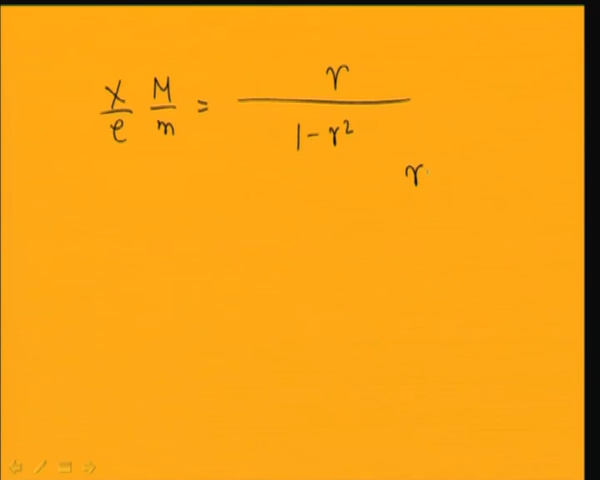 X/e M/m = r/(1-r²)
r